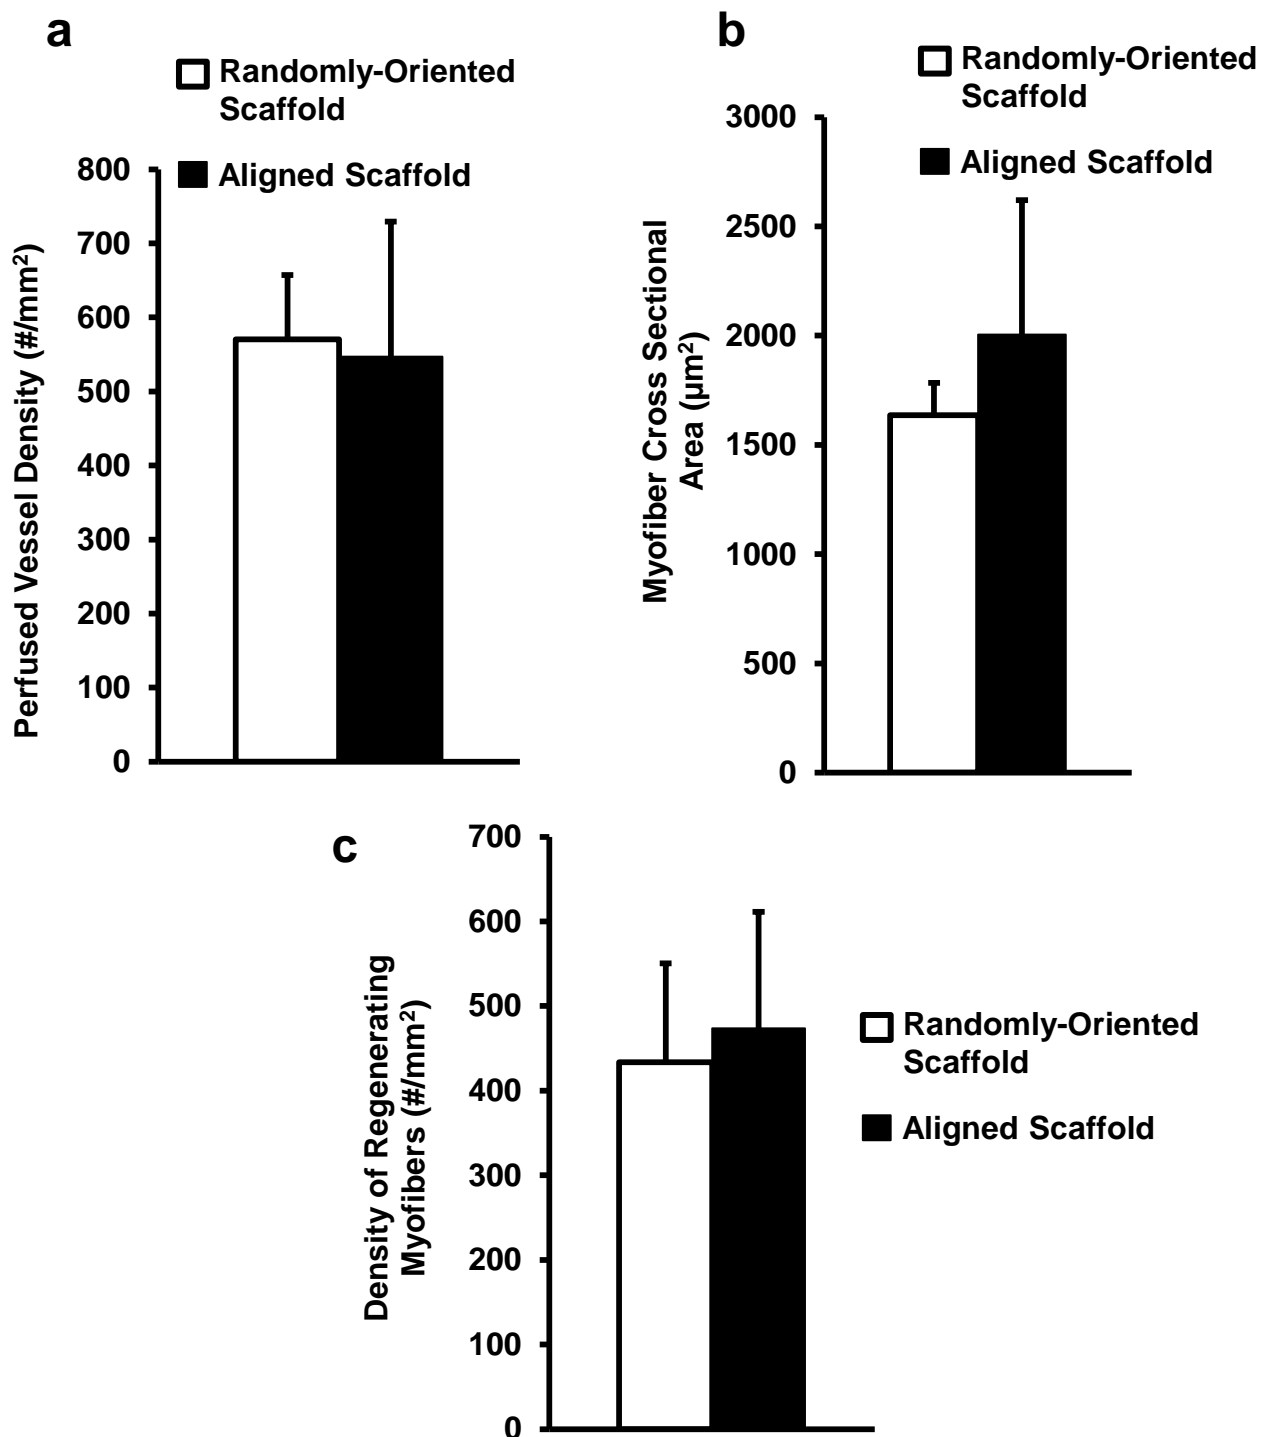 a
Randomly-Oriented
Scaffold
Aligned Scaffold
800
700
600
500
400
300
200
100
0
Perfused Vessel Density (#/mm²)
b
Randomly-Oriented
Scaffold
Aligned Scaffold
3000
2500
2000
1500
1000
500
0
Myofiber Cross Sectional
Area (µm²)
c
700
600
500
400
300
200
100
0
Density of Regenerating
Myofibers (#/mm²)
Randomly-Oriented
Scaffold
Aligned Scaffold